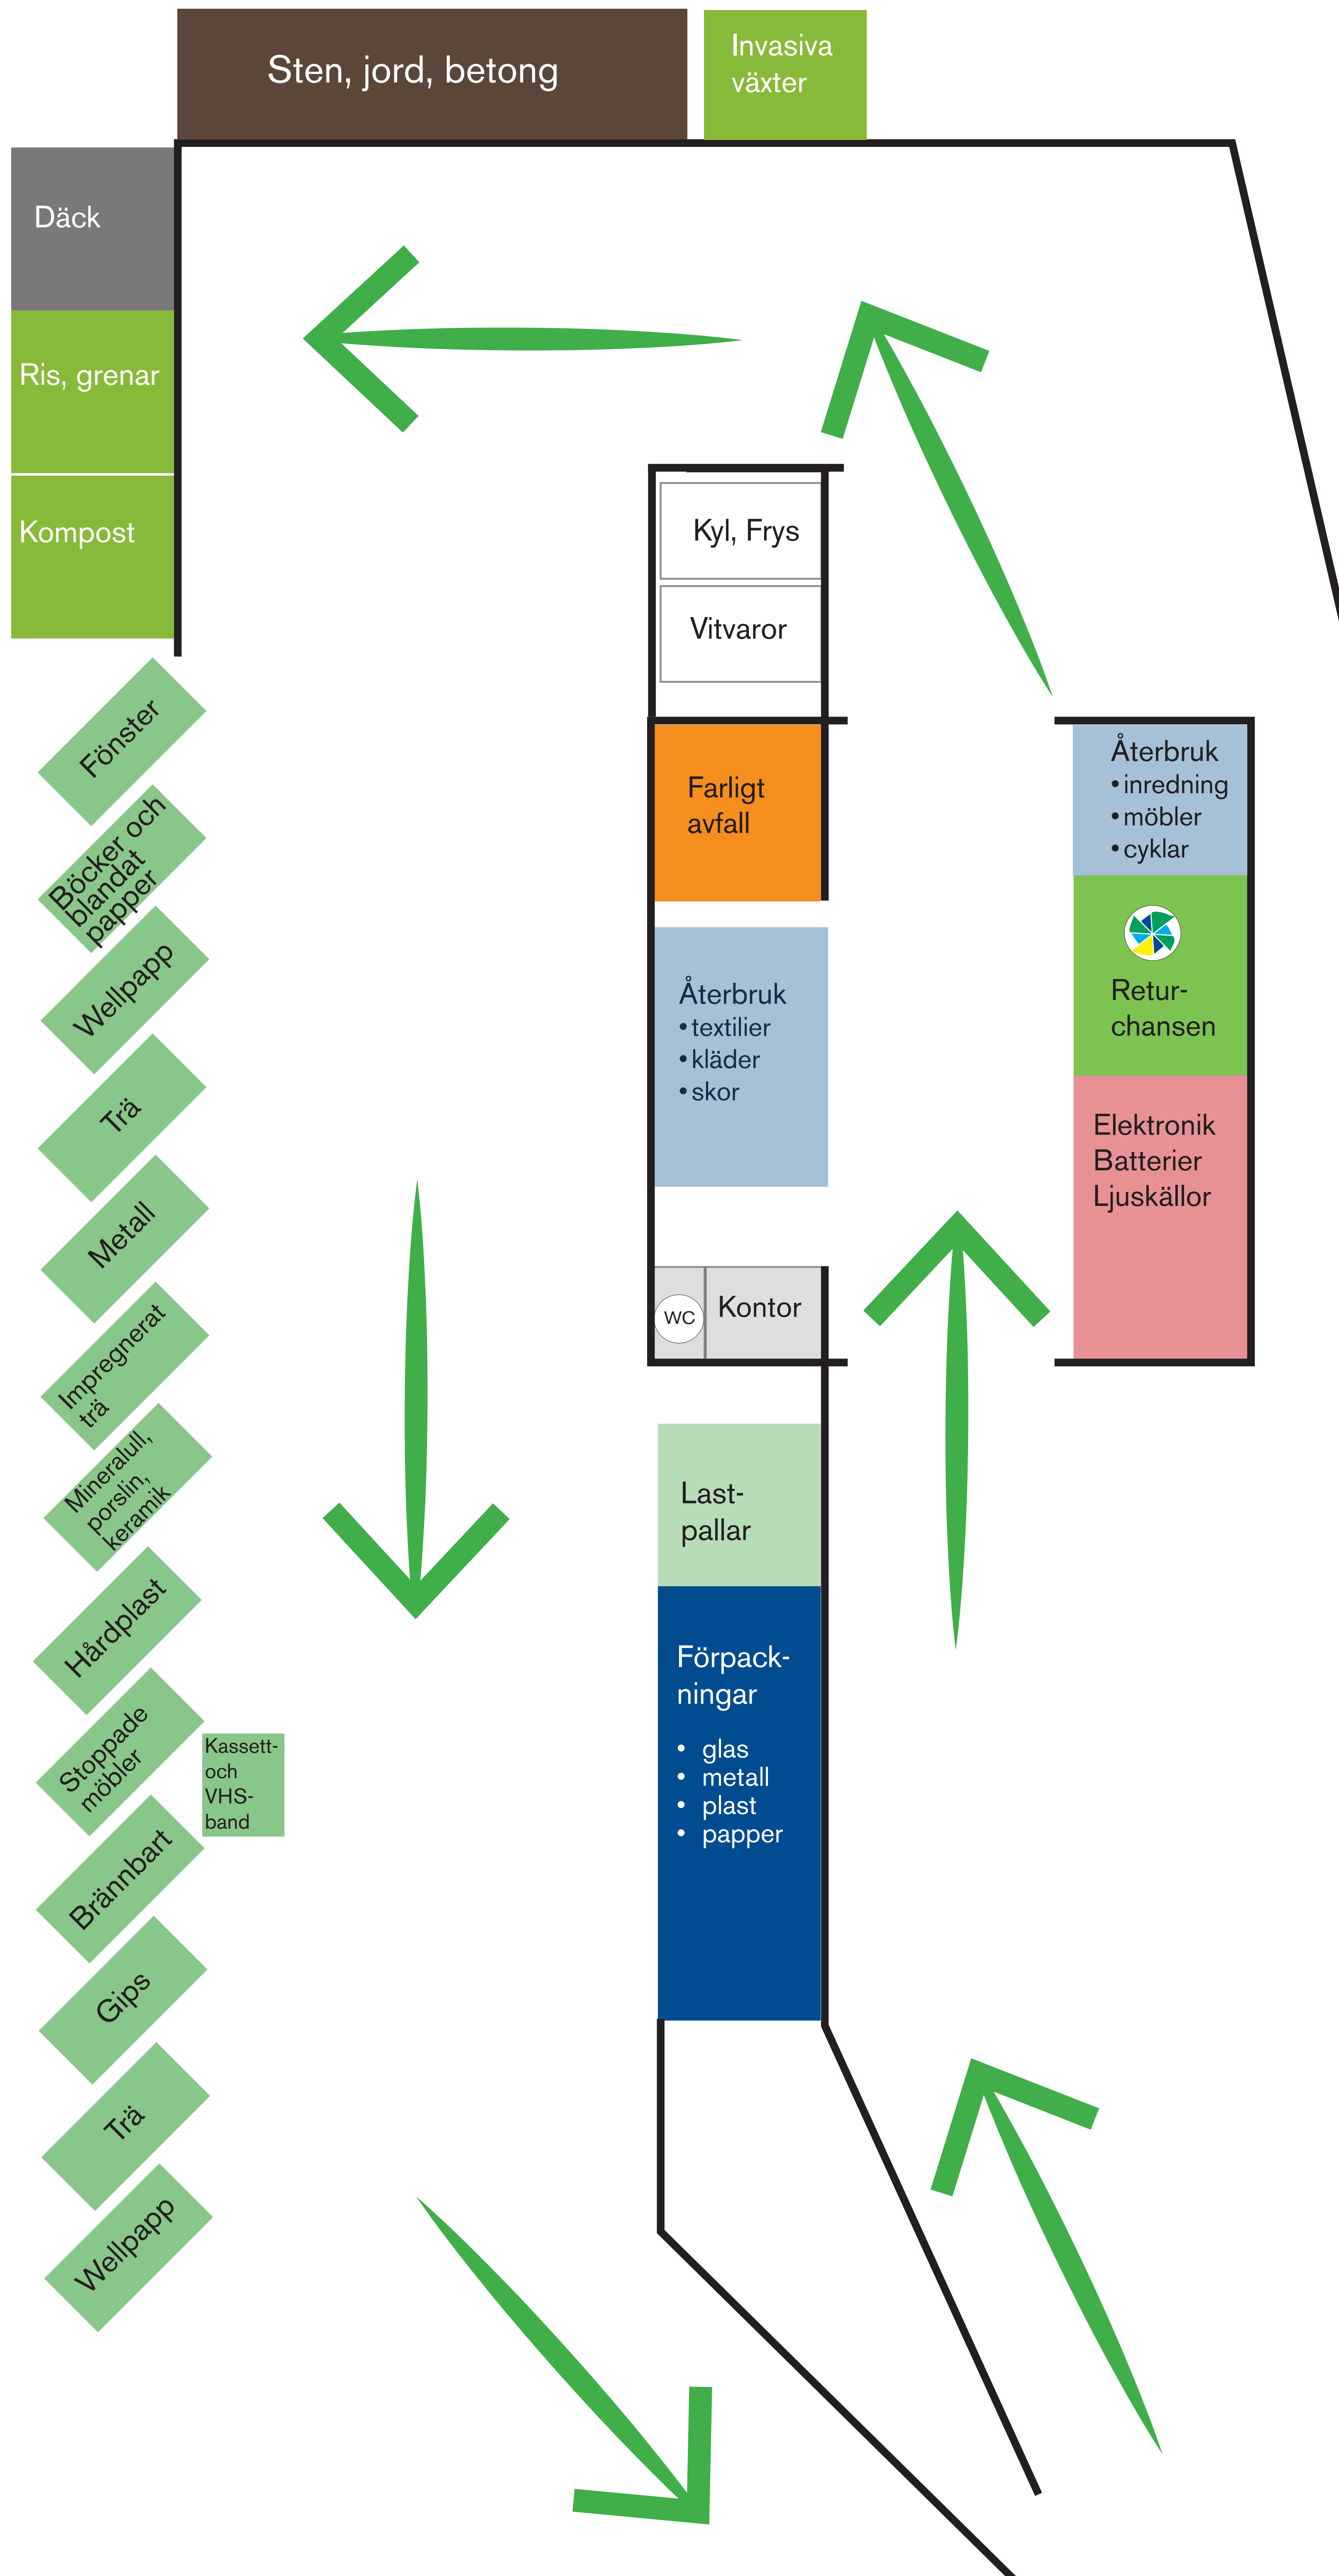 Sten, jord, betong
Invasiva
växter
Däck
Ris, grenar
Kompost
Kyl, Frys
Vitvaror
Farligt
avfall
Återbruk
• textilier
• kläder
• skor
WC
Kontor
Last-
pallar
Förpack-
ningar
• glas
• metall
• plast
• papper
Återbruk
• inredning
• möbler
• cyklar
Retur-
chansen
Elektronik
Batterier
Ljuskällor
Fönster
Böcker och
blandat
papper
Wellpapp
Trä
Metall
Impregnerat
trä
Mineralull,
porslin,
keramik
Hårdplast
Stoppade
möbler
Kassett-
och
VHS-
band
Brännbart
Gips
Trä
Wellpapp